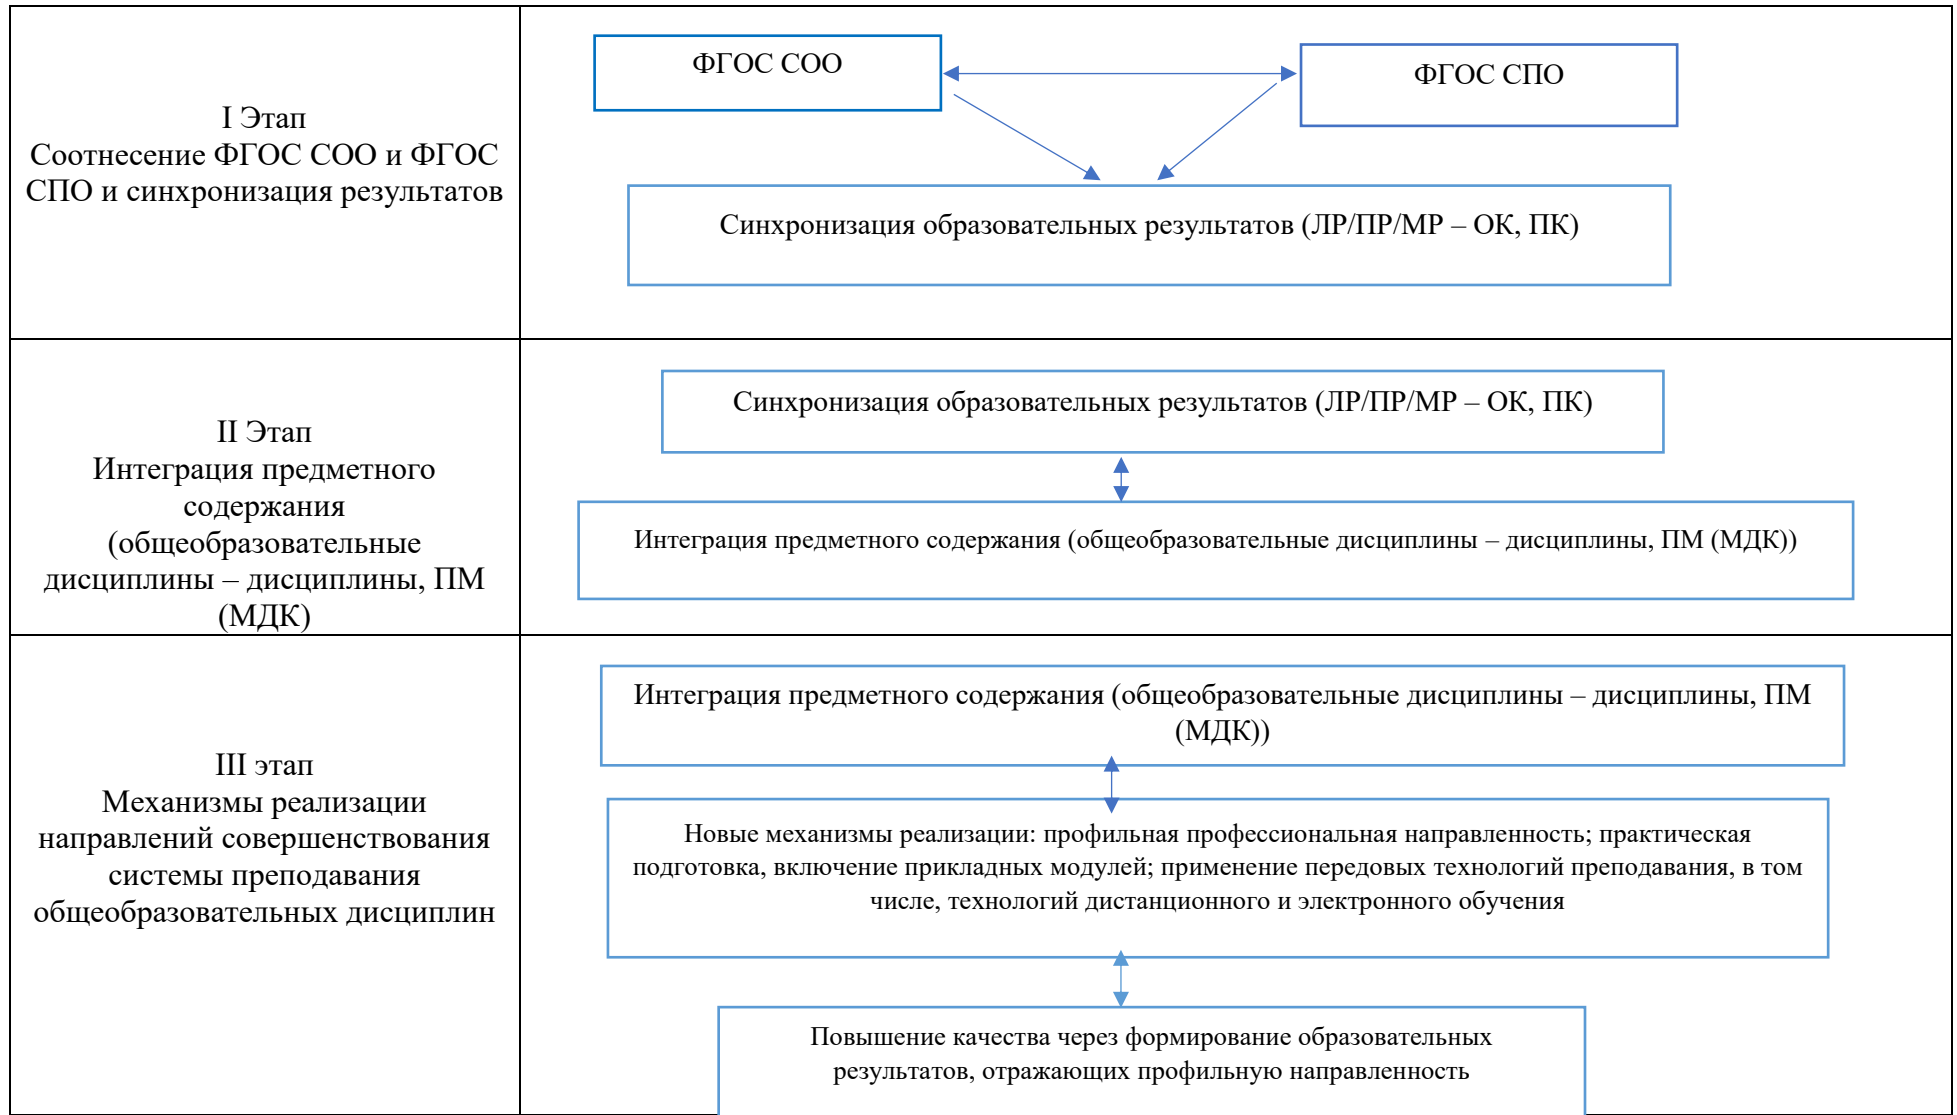 I Этап
Соотнесение ФГОС СОО и ФГОС
СПО и синхронизация результатов
ФГОС СОО
ФГОС СПО
Синхронизация образовательных результатов (ЛР/ПР/МР – ОК, ПК)
II Этап
Интеграция предметного
содержания
(общеобразовательные
дисциплины – дисциплины, ПМ
(МДК)
Синхронизация образовательных результатов (ЛР/ПР/МР – ОК, ПК)
Интеграция предметного содержания (общеобразовательные дисциплины – дисциплины, ПМ (МДК))
III этап
Механизмы реализации
направлений совершенствования
системы преподавания
общеобразовательных дисциплин
Интеграция предметного содержания (общеобразовательные дисциплины – дисциплины, ПМ
(МДК))
Новые механизмы реализации: профильная профессиональная направленность; практическая
подготовка, включение прикладных модулей; применение передовых технологий преподавания, в том
числе, технологий дистанционного и электронного обучения
Повышение качества через формирование образовательных
результатов, отражающих профильную направленность